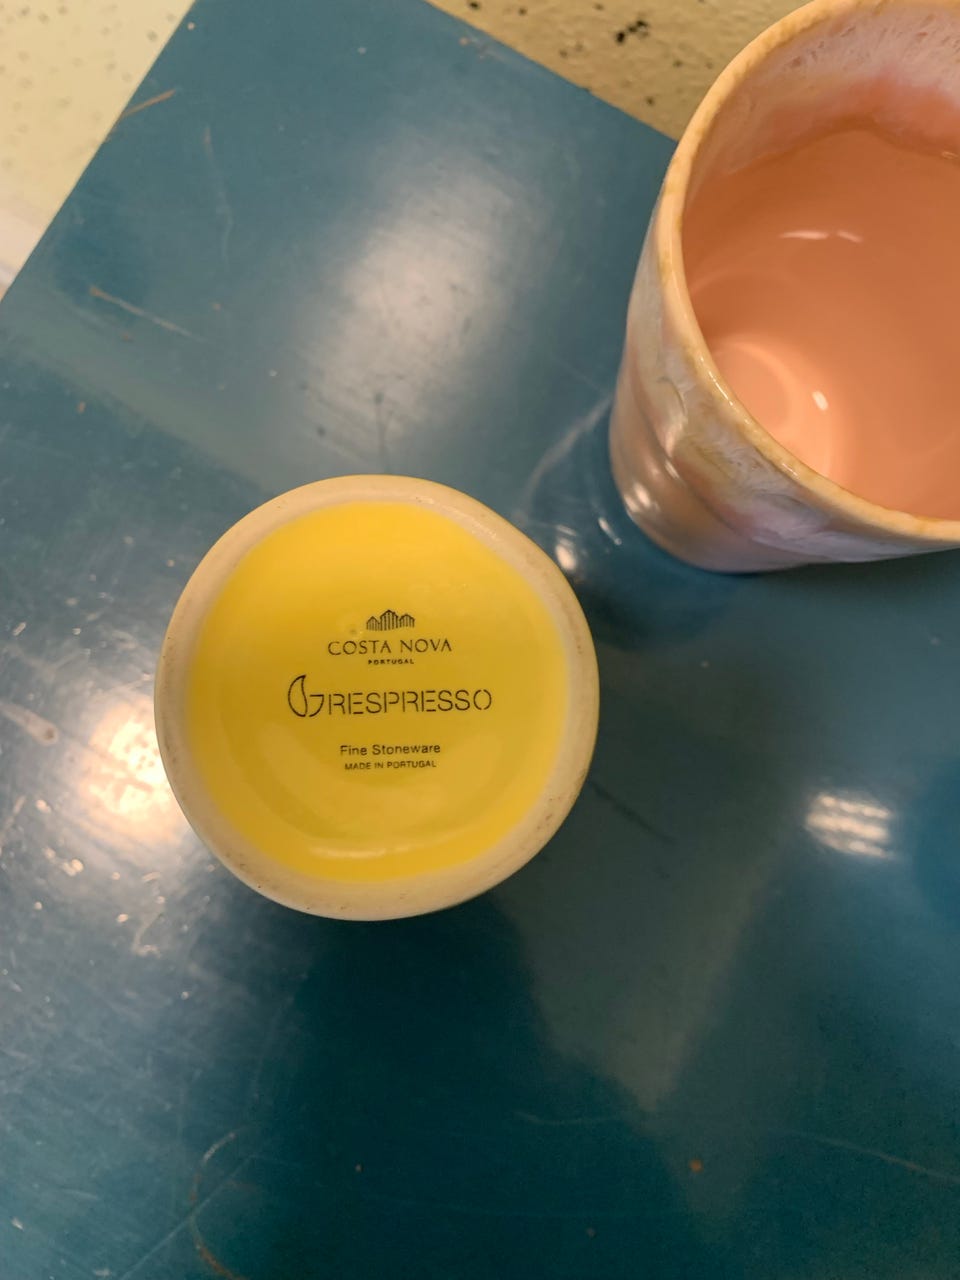 COSTA NOVA
PORTUGAL
GRESPRESSO
Fine Stoneware
MADE IN PORTUGAL